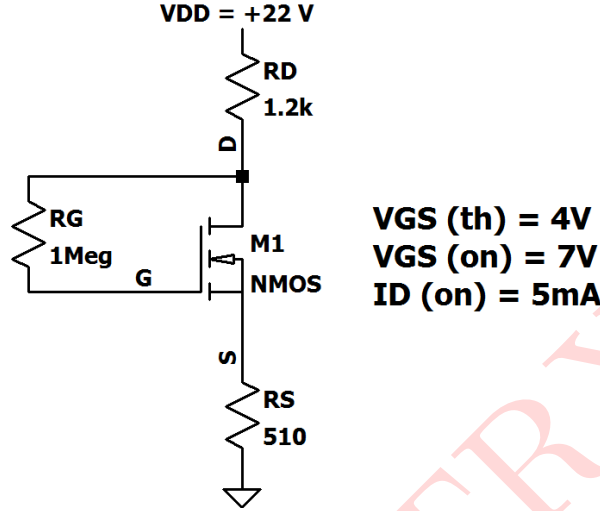 VDD = +22 V
RD
1.2k
D
RG
1Meg
G
M1
NMOS
S
RS
510
VGS (th) = 4V
VGS (on) = 7V
ID (on) = 5mA